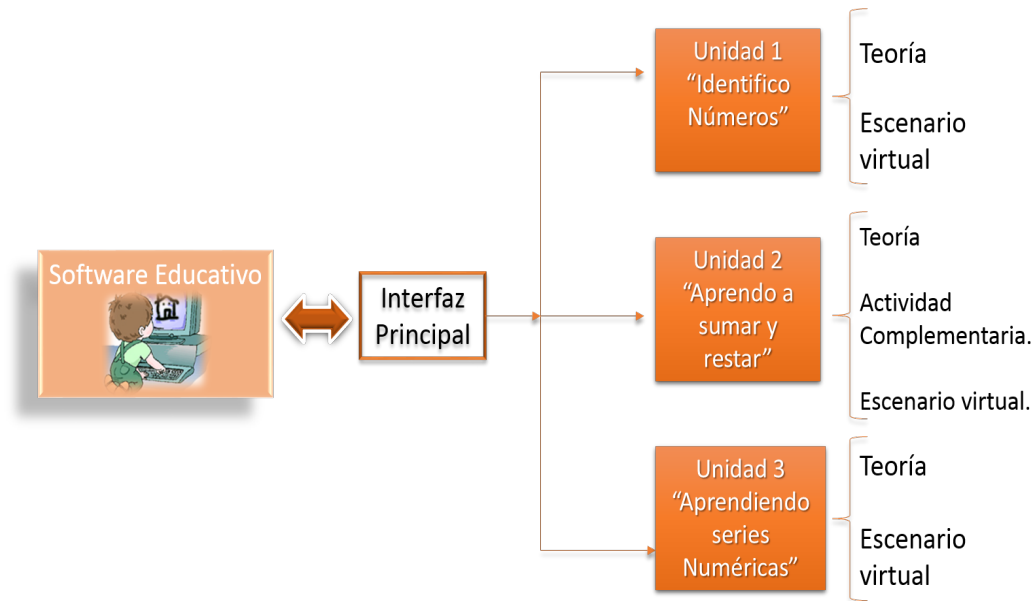 Software Educativo
Interfaz
Principal
Unidad 1
“Identifico
Números”
Teoría
Escenario
virtual
Unidad 2
“Aprendo a
sumar y
restar”
Teoría
Actividad
Complementaria.
Escenario virtual.
Unidad 3
“Aprendiendo
series
Numéricas”
Teoría
Escenario
virtual